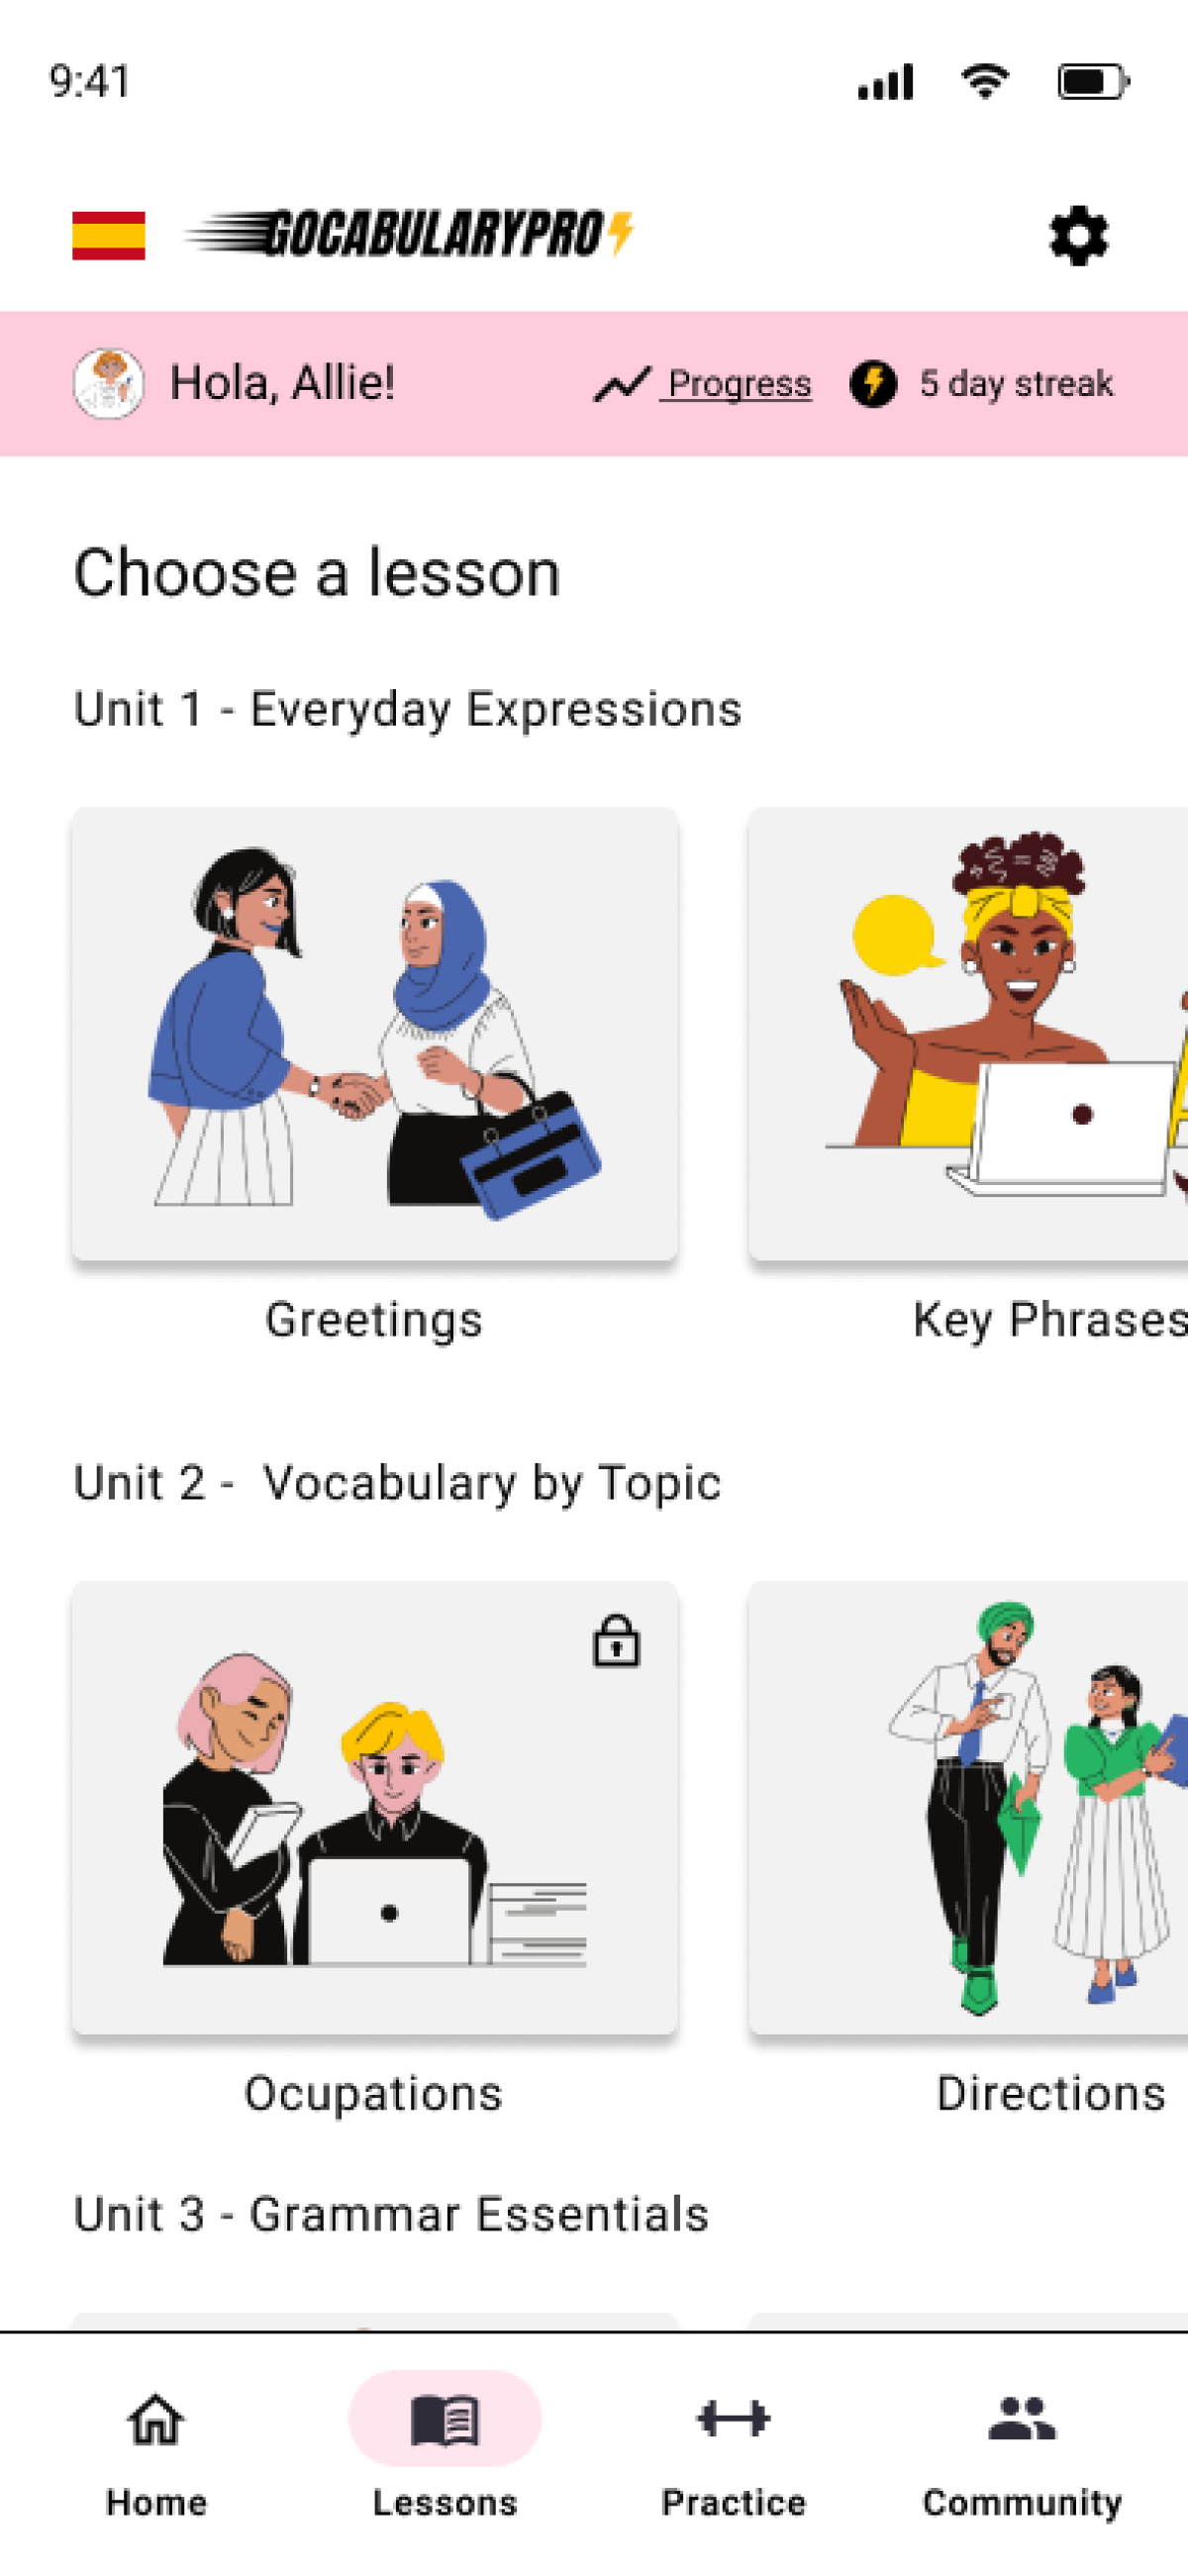 9:41
GOCABULARYPRO
Hola, Allie!
Progress
5 day streak
Choose a lesson
Unit 1 - Everyday Expressions
Greetings
Key Phrases
Unit 2 - Vocabulary by Topic
Ocupations
Directions
Unit 3 - Grammar Essentials
Home
Lessons
Practice
Community